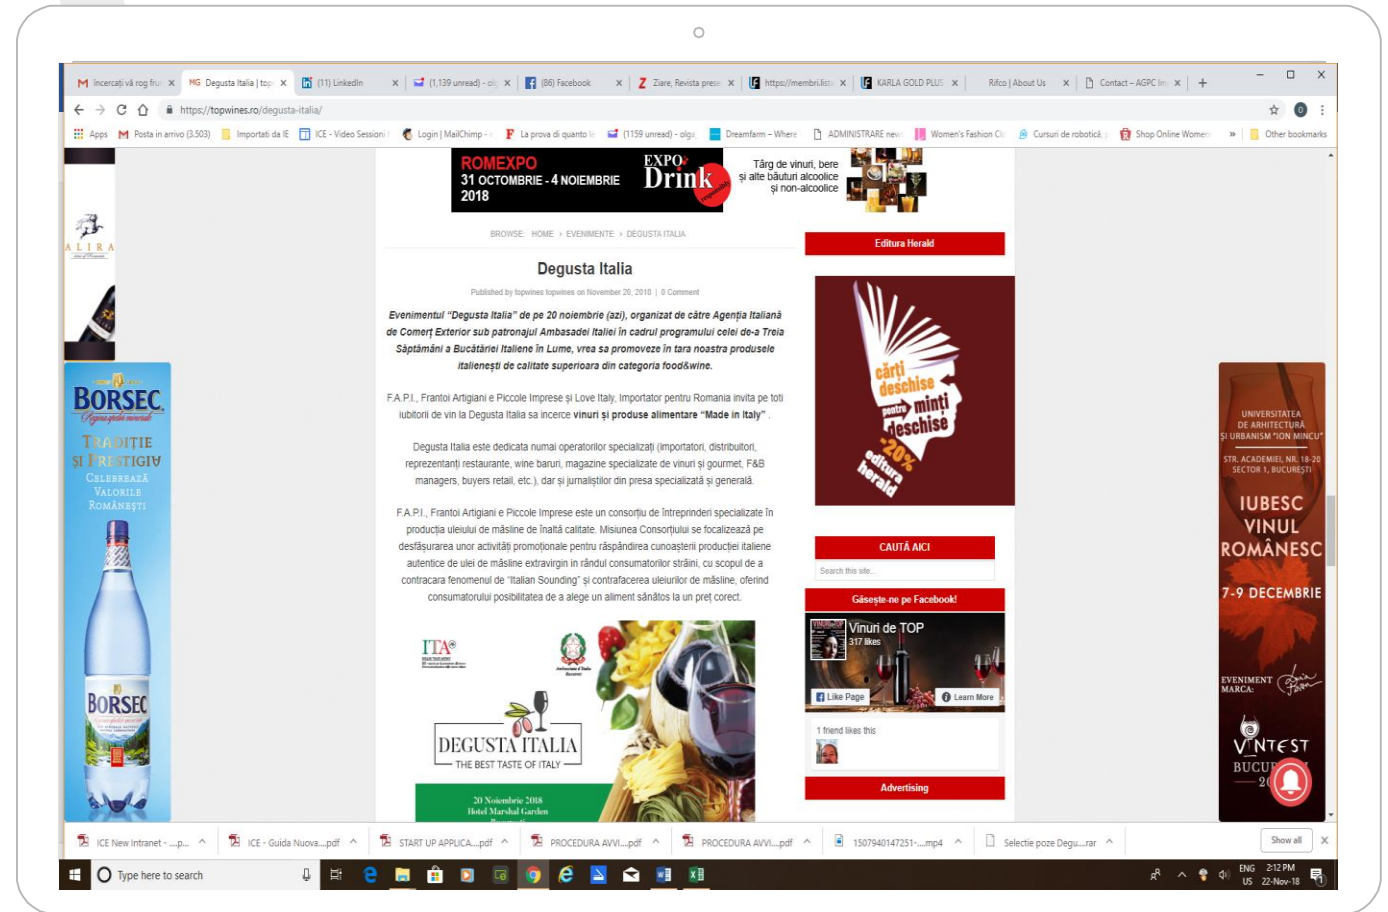 Încercați vă rog fru
Degusta Italia | top
(11) LinkedIn
(1,139 unread) - ol
(86) Facebook
Ziare, Revista prese
https://membri.lista
KARLA GOLD PLUS
Rifco | About Us
Contact – AGPC lim
https://topwines.ro/degusta-italia/
Apps
Posta in arrivo (3.503)
Importati da IE
ICE - Video Sessioni
Login | MailChimp -
La prova di quanto le
(1159 unread) - olga
Dreamfarm – Where
ADMINISTRARE new
Women's Fashion Cl
Cursuri de robotică,
Shop Online Women
Other bookmarks
ROMEXPO
31 OCTOMBRIE - 4 NOIEMBRIE
2018
EXPO
Drink
responsibly
Târg de vinuri, bere
și alte băuturi alcoolice
și non-alcoolice
BROWSE: HOME › EVENIMENTE › DEGUSTA ITALIA
Degusta Italia
Published by topwines topwines on November 20, 2018 | 0 Comment
Evenimentul "Degusta Italia" de pe 20 noiembrie (azi), organizat de către Agenția Italiană
de Comerț Exterior sub patronajul Ambasadei Italiei în cadrul programului celei de-a Treia
Săptămâni a Bucătăriei Italiene în Lume, vrea sa promoveze in tara noastra produsele
italienești de calitate superioara din categoria food&wine.
F.A.P.I., Frantoi Artigiani e Piccole Imprese și Love Italy, Importator pentru Romania invita pe toti
iubitorii de vin la Degusta Italia sa incerce vinuri și produse alimentare "Made in Italy" .
Degusta Italia este dedicata numai operatorilor specializați (importatori, distribuitori,
reprezentanți restaurante, wine baruri, magazine specializate de vinuri și gourmet, F&B
managers, buyers retail, etc.), dar și jurnaliștilor din presa specializată și generală.
F.A.P.I., Frantoi Artigiani e Piccole Imprese este un consorțiu de întreprinderi specializate în
producția uleiului de măsline de înaltă calitate. Misiunea Consorțiului se focalizează pe
desfășurarea unor activități promoționale pentru răspândirea cunoașterii producției italiene
autentice de ulei de măsline extravirgin in rândul consumatorilor străini, cu scopul de a
contracara fenomenul de "Italian Sounding" și contrafacerea uleiurilor de măsline, oferind
consumatorului posibilitatea de a alege un aliment sănătos la un preț corect.
ITA
Ambasciata d'Italia
Bucarest
DEGUSTA ITALIA
THE BEST TASTE OF ITALY
20 Noiembrie 2018
Hotel Marshal Garden
București
Editura Herald
cărți
deschise
pentru minți
deschise
-20%
editura
herald
CAUTĂ AICI
Search this site...
Găsește-ne pe Facebook!
Vinuri de TOP
317 likes
Like Page
Learn More
1 friend likes this
Advertising
ALIRA
BORSEC
Regina apelor minerale
TRADIȚIE
ȘI PRESTIGIU
CELEBREAZĂ
VALORILE
ROMÂNEȘTI
BORSEC
UNIVERSITATEA
DE ARHITECTURĂ
ȘI URBANISM "ION MINCU"
STR. ACADEMIEI, NR. 18-20
SECTOR 1, BUCUREȘTI
IUBESC
VINUL
ROMÂNESC
7-9 DECEMBRIE
EVENIMENT
MARCA:
VINTEST
ICE New Intranet - ....p...
ICE - Guida Nuova....pdf
START UP APPLICA....pdf
PROCEDURA AVVI....pdf
PROCEDURA AVVI....pdf
1507940147251-....mp4
Selectie poze Degu....rar
Show all
Type here to search
ENG
US
2:12 PM
22-Nov-18